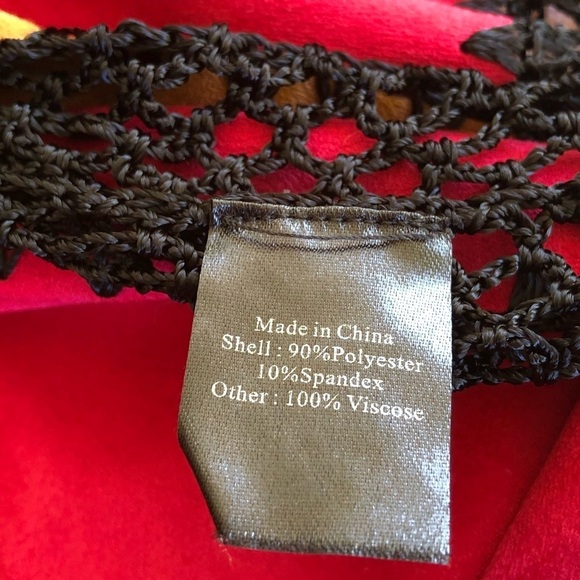 Made in China
Shell : 90%Polyester
10%Spandex
Other : 100% Viscose